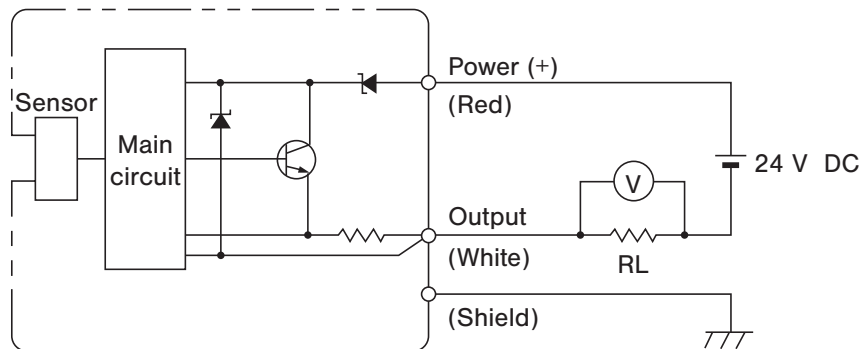 Power (+)
(Red)
Sensor
Main
circuit
V
24 V DC
Output
(White)
RL
(Shield)